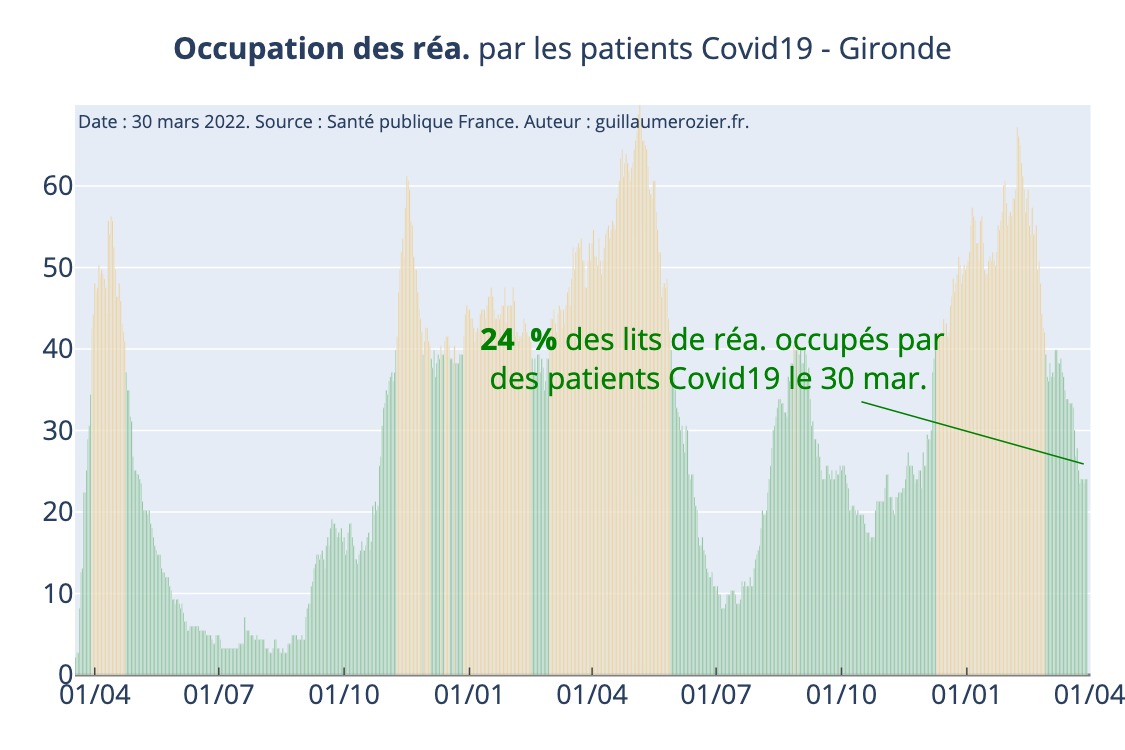 Occupation des réa. par les patients Covid19 - Gironde
Date : 30 mars 2022. Source : Santé publique France. Auteur : guillaumerozier.fr.
60
50
24 % des lits de réa. occupés par
40
des patients Covid19 le 30 mar.
30
20
10
0
01/04 01/07 01/10 01/01 01/04 01/07 01/10 01/01 01/04